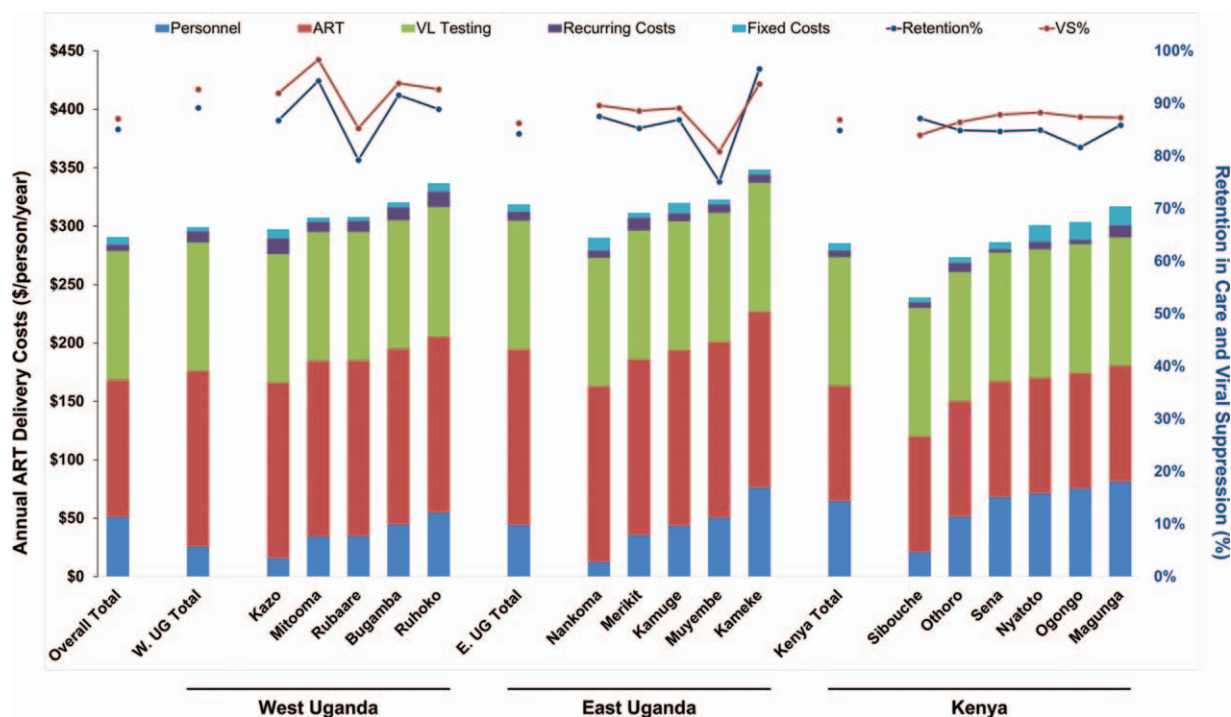 Personnel ART VL Testing Recurring Costs Fixed Costs Retention% VS%
Annual ART Delivery Costs ($/person/year)
$450
$400
$350
$300
$250
$200
$150
$100
$50
$0
100%
90%
80%
70%
60%
50%
40%
30%
20%
10%
0%
Retention in Care and Viral Suppression (%)
Overall Total
W. UG Total
Kazo
Mitooma
Rubaare
Bugamba
Ruhoko
E. UG Total
Nankoma
Merikit
Kamuge
Muyembe
Kameke
Kenya Total
Sibouche
Othoro
Sena
Nyatoto
Ogongo
Magunga
West Uganda East Uganda Kenya